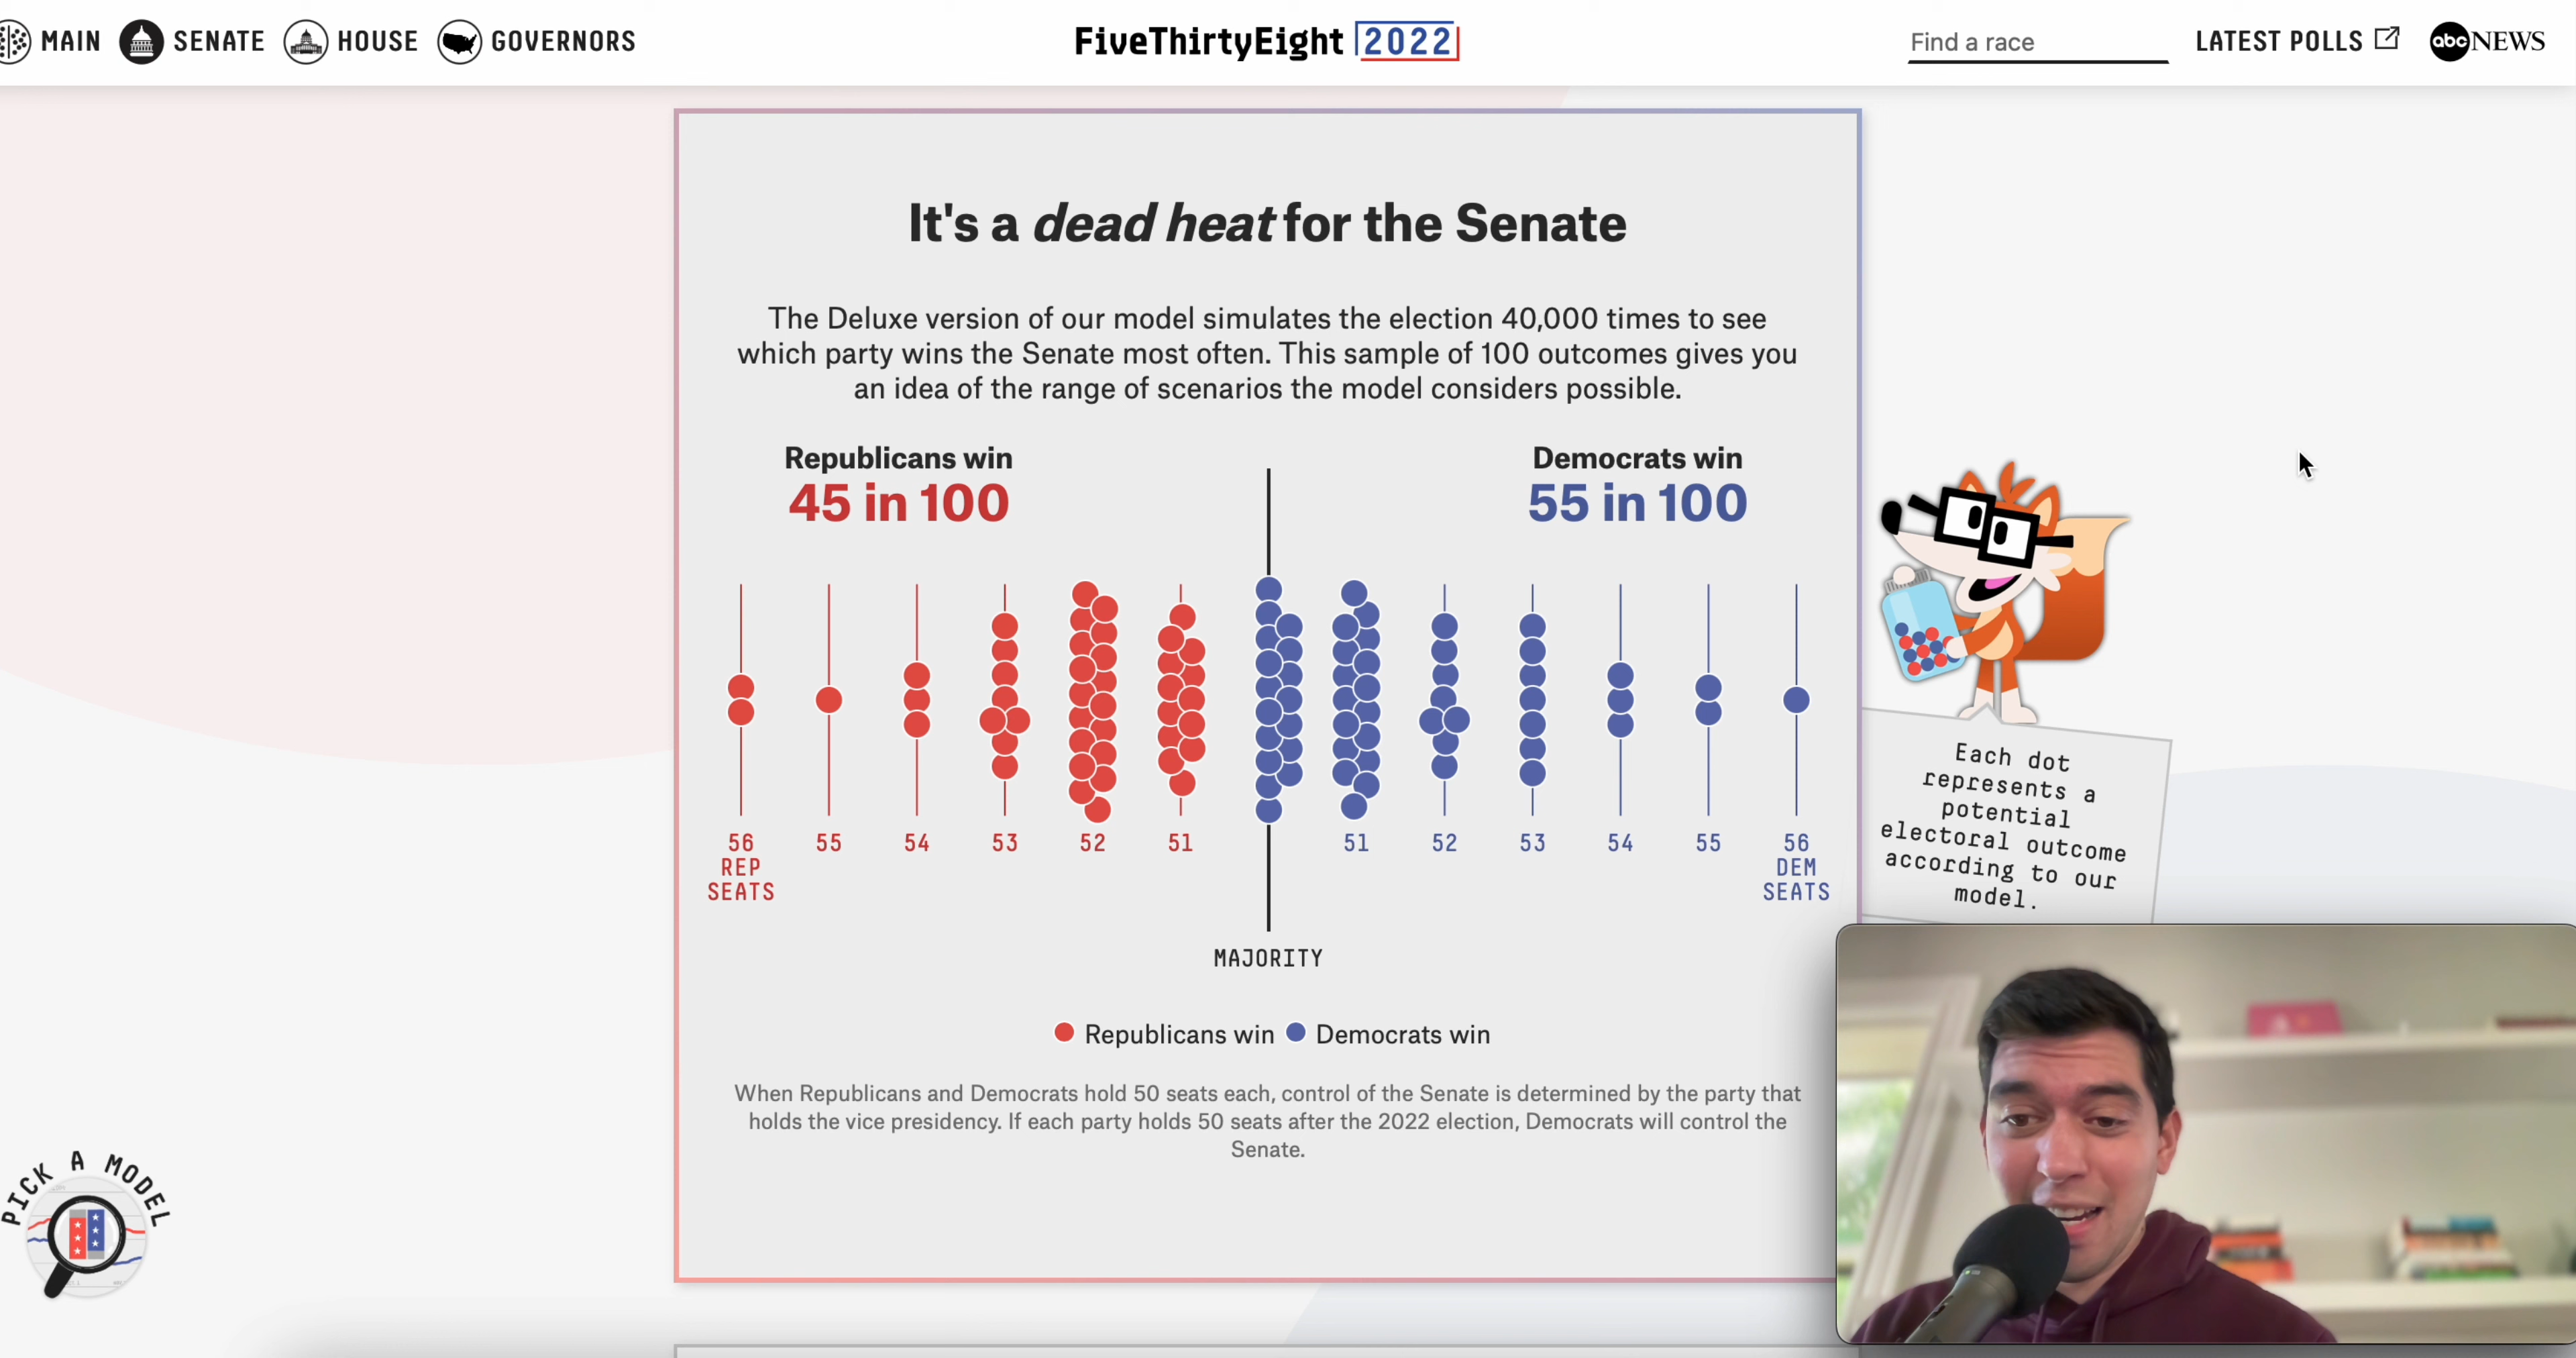 MAIN SENATE HOUSE GOVERNORS
FiveThirtyEight 2022
Find a race
LATEST POLLS
abc NEWS
It's a dead heat for the Senate
The Deluxe version of our model simulates the election 40,000 times to see
which party wins the Senate most often. This sample of 100 outcomes gives you
an idea of the range of scenarios the model considers possible.
Republicans win
45 in 100
Democrats win
55 in 100
56 55 54 53 52 51 51 52 53 54 55 56
REP
SEATS
DEM
SEATS
MAJORITY
Each dot
represents a
potential
electoral outcome
according to our
model.
Republicans win Democrats win
When Republicans and Democrats hold 50 seats each, control of the Senate is determined by the party that
holds the vice presidency. If each party holds 50 seats after the 2022 election, Democrats will control the
Senate.
PICK A MODEL